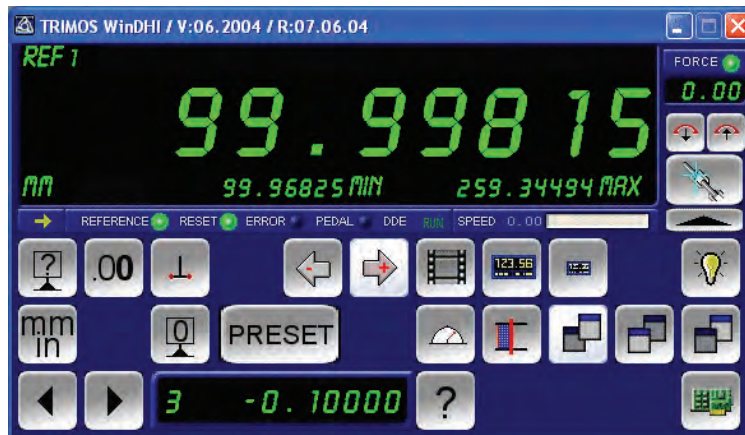 TRIMOS WinDHI / V:06.2004 / R:07.06.04
REF 1
FORCE
0.00
99.99815
MM 99.96825 MIN 259.34494 MAX
REFERENCE RESET ERROR PEDAL DDE RUN SPEED 0.00
? .00 - + 123.56
mm
in
0 PRESET
3 -0.10000 ?